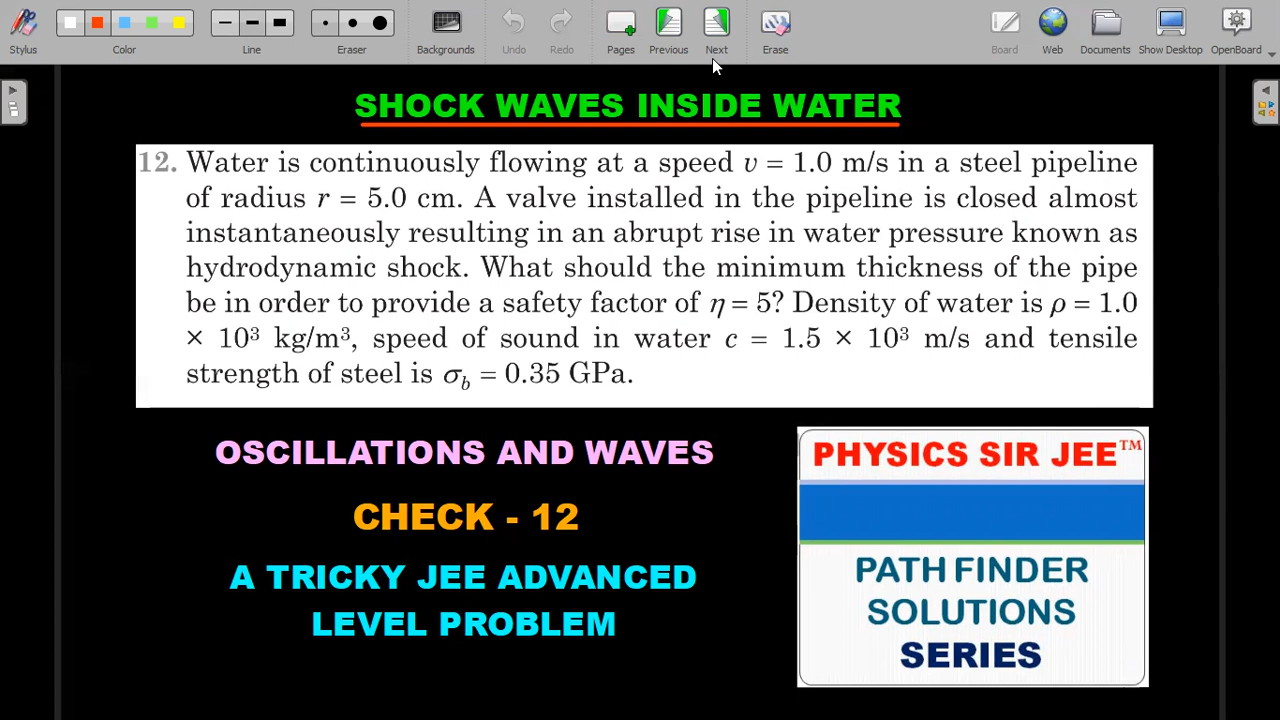 Stylus
Color
Line
Eraser
Backgrounds
Undo
Redo
Pages
Previous
Next
Erase
Board
Web
Documents
Show Desktop
OpenBoard
SHOCK WAVES INSIDE WATER
12. Water is continuously flowing at a speed v = 1.0 m/s in a steel pipeline
of radius r = 5.0 cm. A valve installed in the pipeline is closed almost
instantaneously resulting in an abrupt rise in water pressure known as
hydrodynamic shock. What should the minimum thickness of the pipe
be in order to provide a safety factor of η = 5? Density of water is ρ = 1.0
× 10³ kg/m³, speed of sound in water c = 1.5 × 10³ m/s and tensile
strength of steel is σb = 0.35 GPa.
OSCILLATIONS AND WAVES
CHECK - 12
A TRICKY JEE ADVANCED
LEVEL PROBLEM
PHYSICS SIR JEE™
PATH FINDER
SOLUTIONS
SERIES